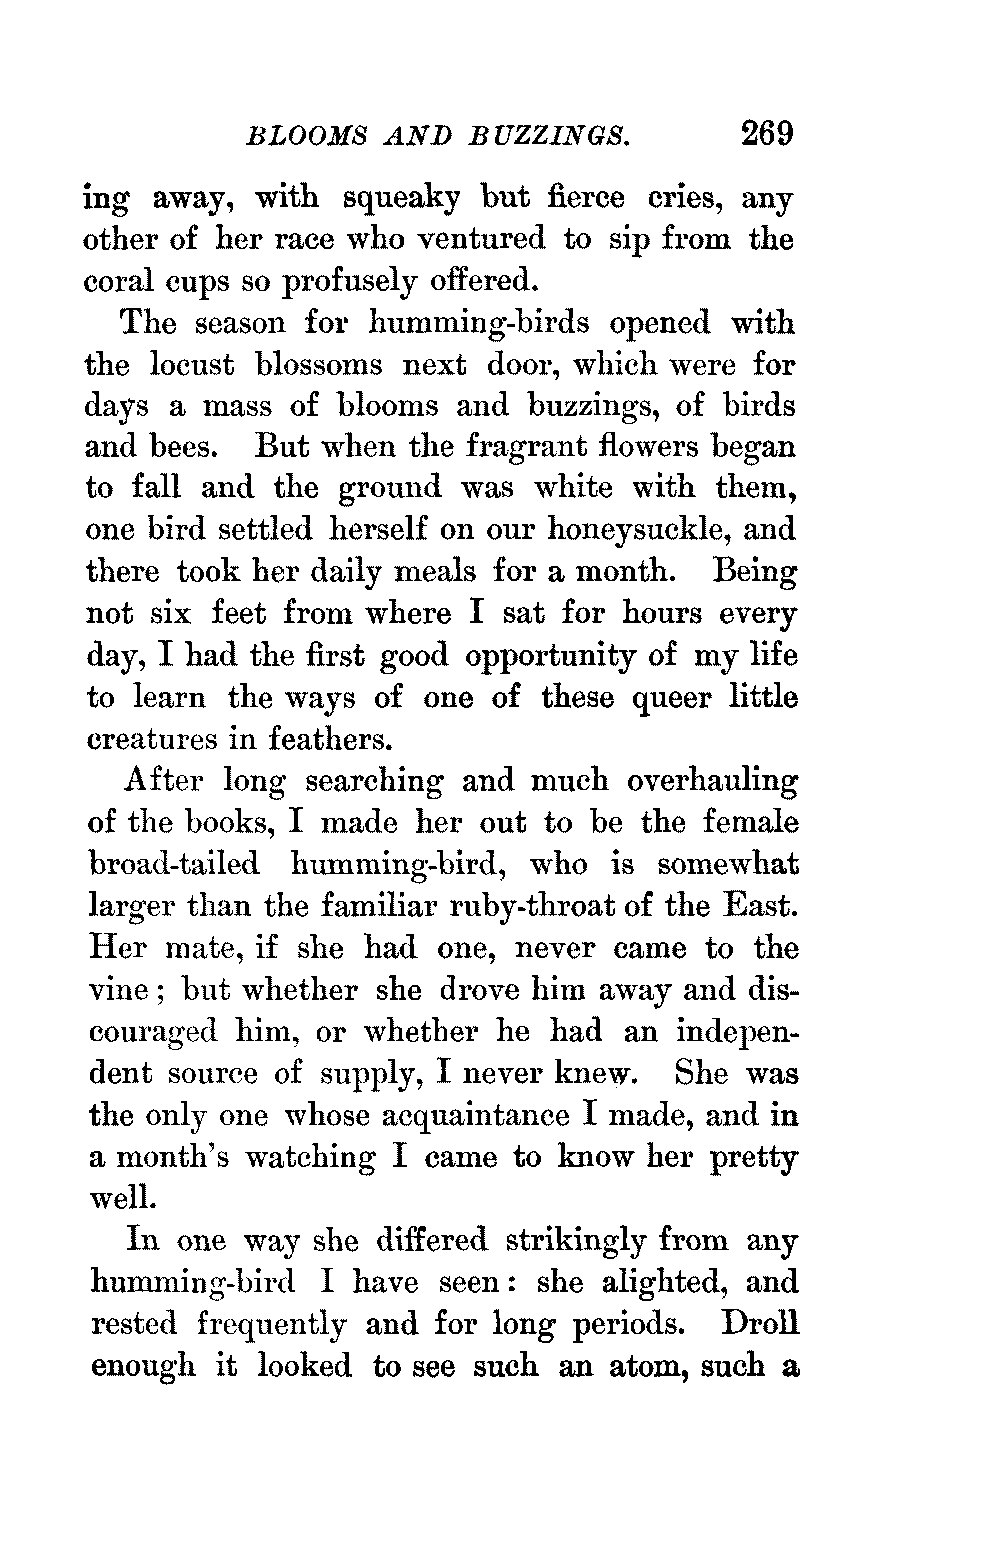 BLOOMS AND BUZZINGS. 269
ing away, with squeaky but fierce cries, any
other of her race who ventured to sip from the
coral cups so profusely offered.
The season for humming-birds opened with
the locust blossoms next door, which were for
days a mass of blooms and buzzings, of birds
and bees. But when the fragrant flowers began
to fall and the ground was white with them,
one bird settled herself on our honeysuckle, and
there took her daily meals for a month. Being
not six feet from where I sat for hours every
day, I had the first good opportunity of my life
to learn the ways of one of these queer little
creatures in feathers.
After long searching and much overhauling
of the books, I made her out to be the female
broad-tailed humming-bird, who is somewhat
larger than the familiar ruby-throat of the East.
Her mate, if she had one, never came to the
vine; but whether she drove him away and dis-
couraged him, or whether he had an indepen-
dent source of supply, I never knew. She was
the only one whose acquaintance I made, and in
a month's watching I came to know her pretty
well.
In one way she differed strikingly from any
humming-bird I have seen: she alighted, and
rested frequently and for long periods. Droll
enough it looked to see such an atom, such a